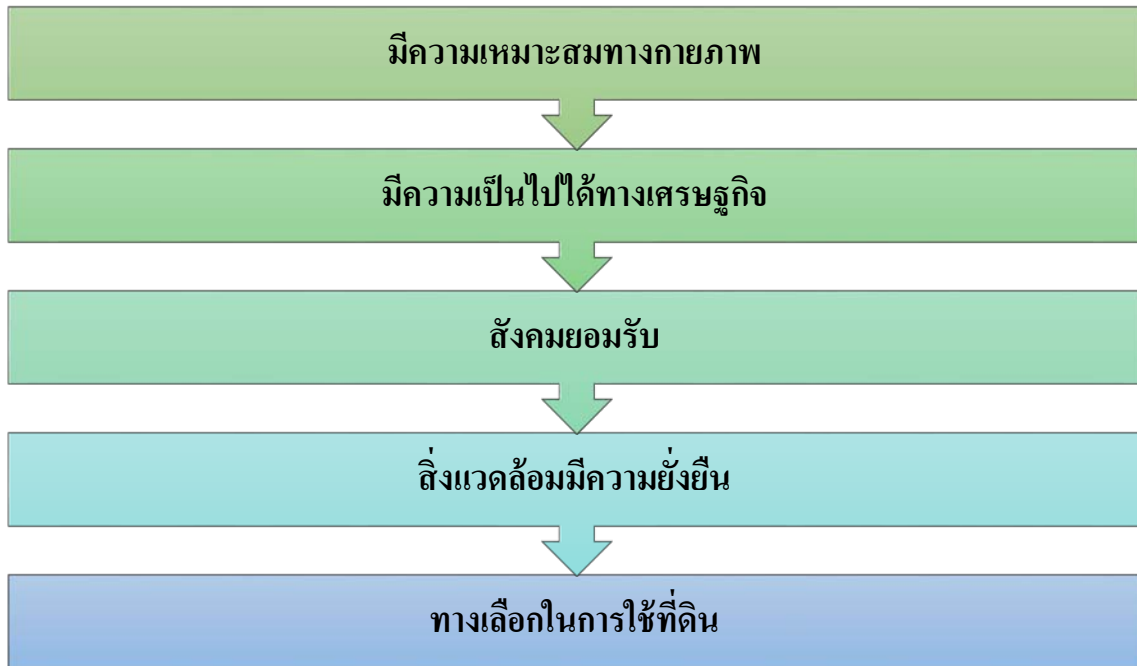 มีความเหมาะสมทางกายภาพ
มีความเป็นไปได้ทางเศรษฐกิจ
สังคมยอมรับ
สิ่งแวดล้อมมีความยั่งยืน
ทางเลือกในการใช้ที่ดิน